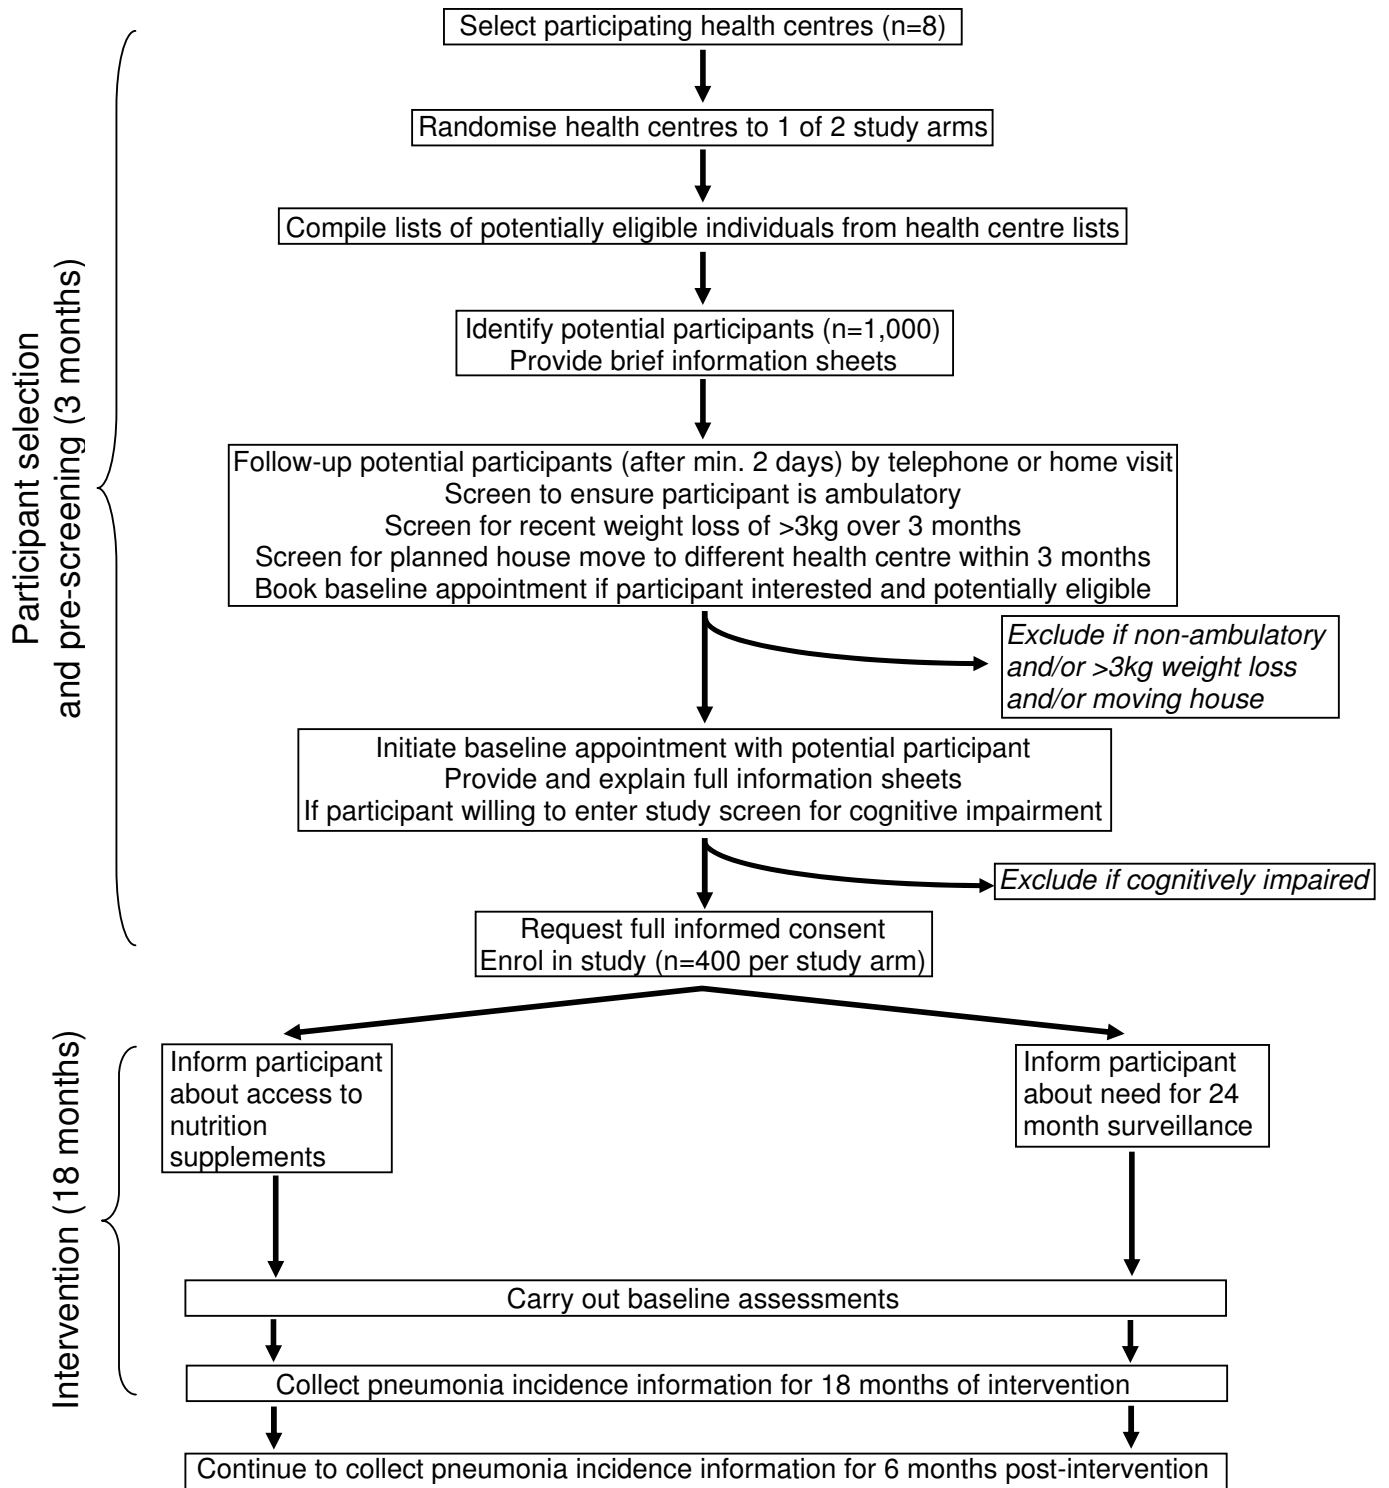 Select participating health centres (n=8)
Randomise health centres to 1 of 2 study arms
Compile lists of potentially eligible individuals from health centre lists
Identify potential participants (n=1,000)
Provide brief information sheets
Participant selection
and pre-screening (3 months)
Follow-up potential participants (after min. 2 days) by telephone or home visit
Screen to ensure participant is ambulatory
Screen for recent weight loss of >3kg over 3 months
Screen for planned house move to different health centre within 3 months
Book baseline appointment if participant interested and potentially eligible
Exclude if non-ambulatory
and/or >3kg weight loss
and/or moving house
Initiate baseline appointment with potential participant
Provide and explain full information sheets
If participant willing to enter study screen for cognitive impairment
Exclude if cognitively impaired
Request full informed consent
Enrol in study (n=400 per study arm)
Intervention (18 months)
Inform participant
about access to
nutrition
supplements
Inform participant
about need for 24
month surveillance
Carry out baseline assessments
Collect pneumonia incidence information for 18 months of intervention
Continue to collect pneumonia incidence information for 6 months post-intervention